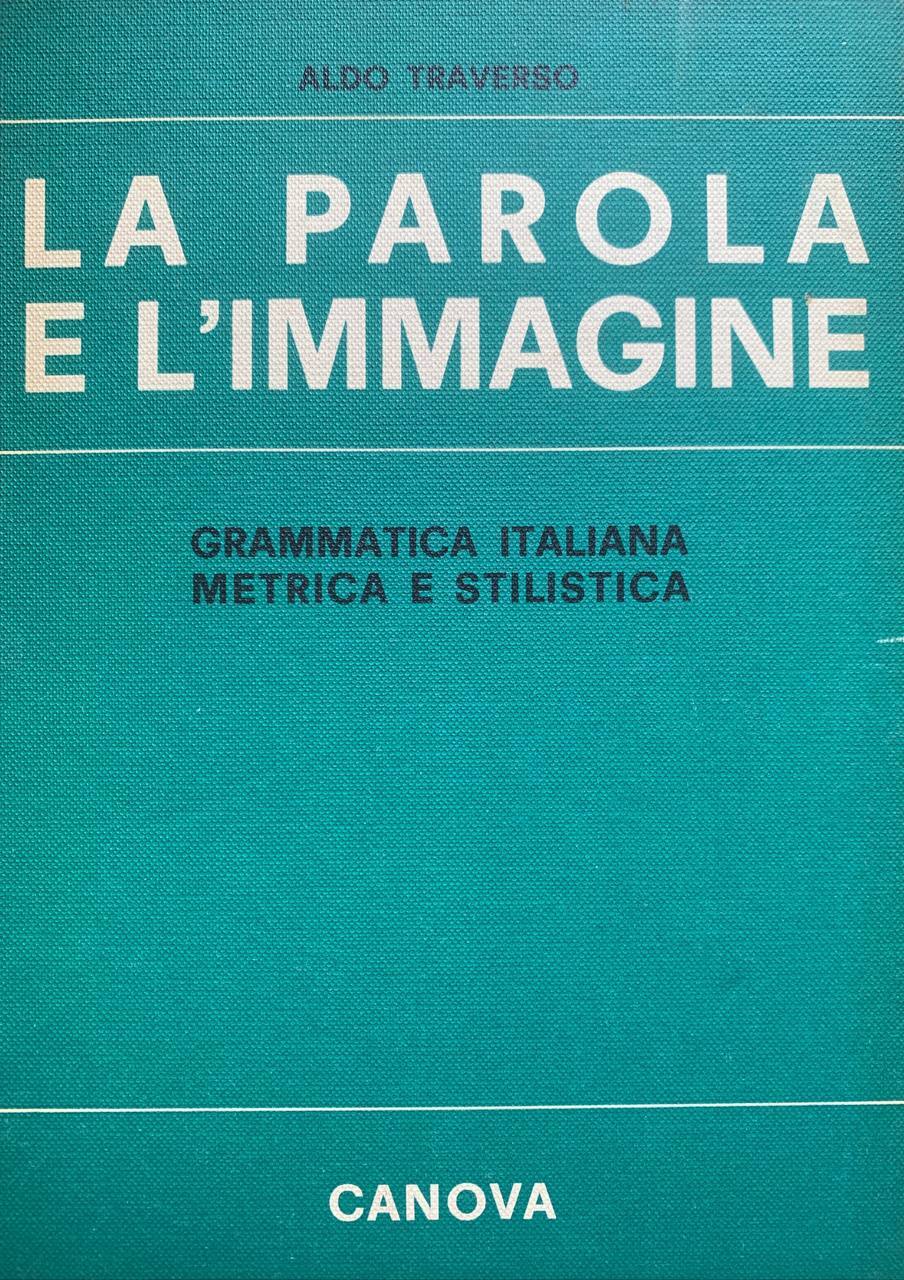 ALDO TRAVERSO
LA PAROLA
E L'IMMAGINE
GRAMMATICA ITALIANA
METRICA E STILISTICA
CANOVA